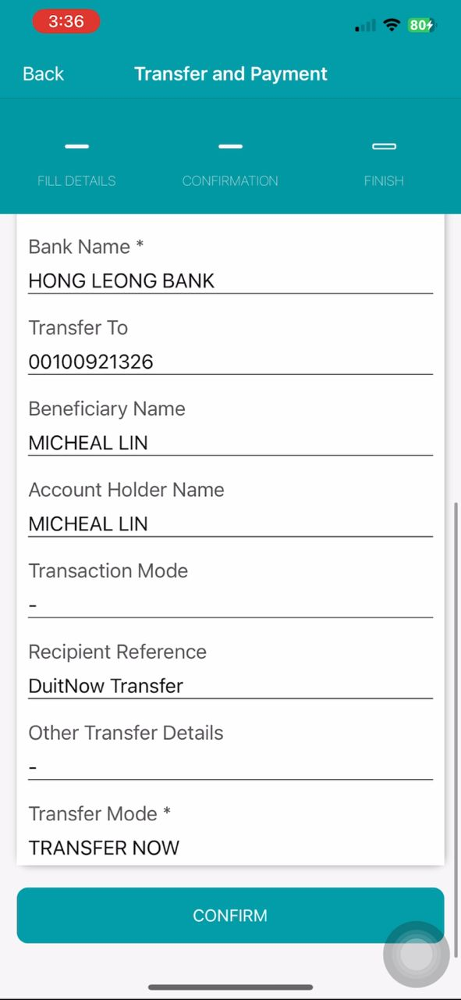 3:36
80
Back
Transfer and Payment
FILL DETAILS
CONFIRMATION
FINISH
Bank Name *
HONG LEONG BANK
Transfer To
00100921326
Beneficiary Name
MICHEAL LIN
Account Holder Name
MICHEAL LIN
Transaction Mode
-
Recipient Reference
DuitNow Transfer
Other Transfer Details
-
Transfer Mode *
TRANSFER NOW
CONFIRM